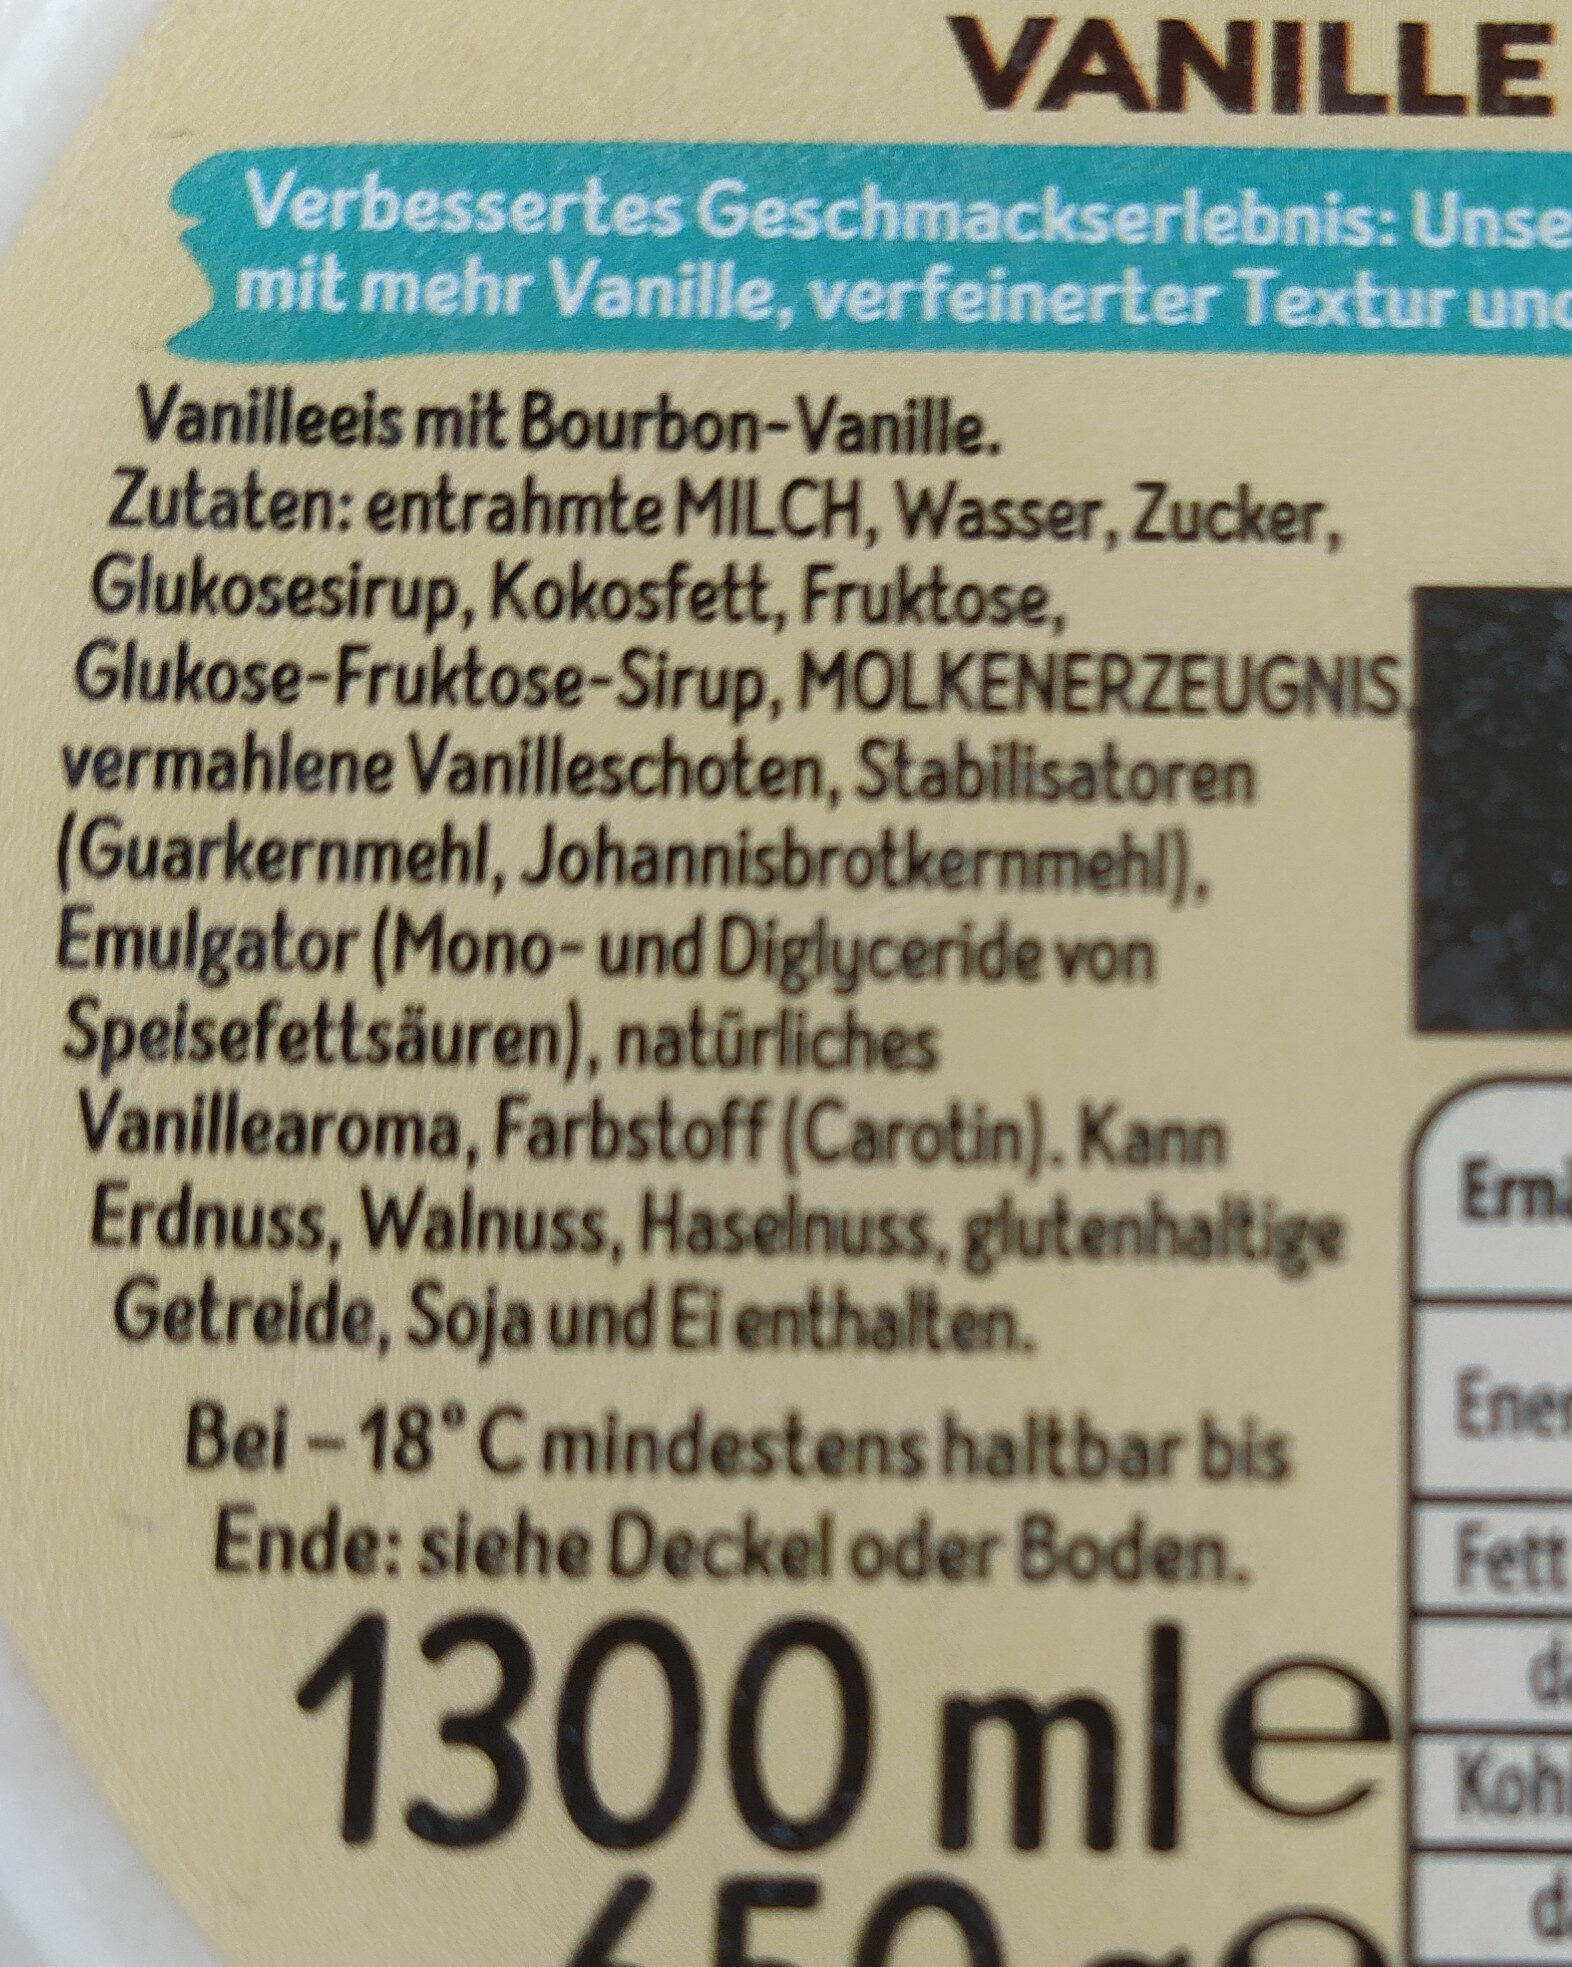 VANILLE
Verbessertes Geschmackserlebnis: Unse
mit mehr Vanille, verfeinerter Textur und
Vanilleeis mit Bourbon-Vanille.
Zutaten: entrahmte MILCH, Wasser, Zucker,
Glukosesirup, Kokosfett, Fruktose,
Glukose-Fruktose-Sirup, MOLKENERZEUGNIS,
vermahlene Vanilleschoten, Stabilisatoren
(Guarkernmehl, Johannisbrotkernmehl),
Emulgator (Mono- und Diglyceride von
Speisefettsäuren), natürliches
Vanillearoma, Farbstoff (Carotin). Kann
Erdnuss, Walnuss, Haselnuss, glutenhaltige
Getreide, Soja und Ei enthalten.
Bei – 18° C mindestens haltbar bis
Ende: siehe Deckel oder Boden.
1300 ml e
650 g e
Ener
Fett
da
Kohl
da